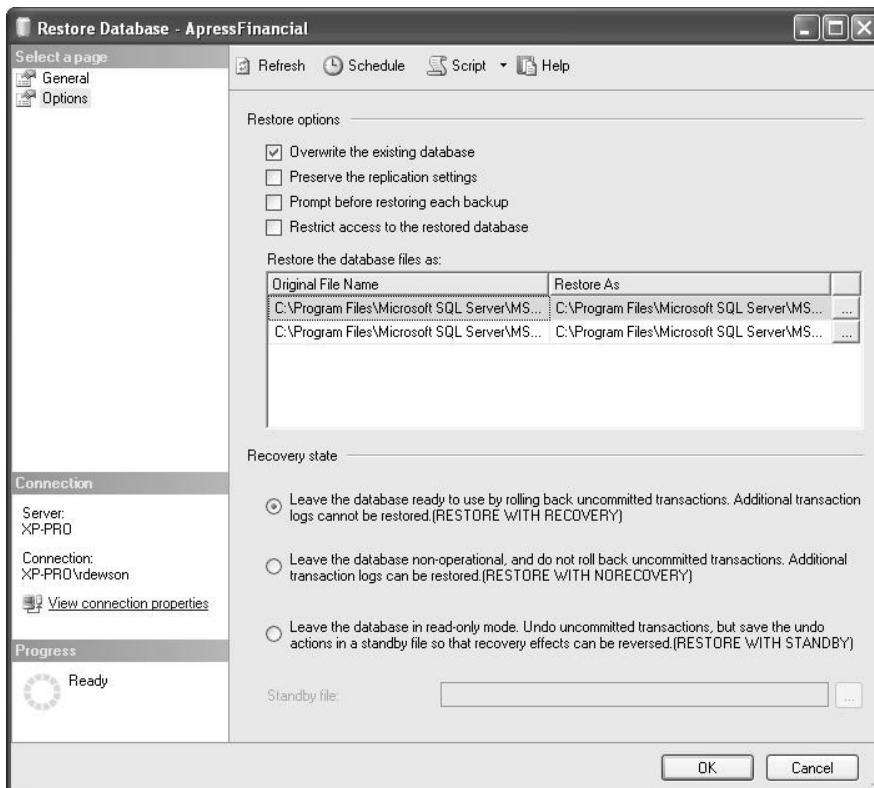 Restore Database - ApressFinancial
Select a page
General
Options
Refresh Schedule Script Help
Restore options
Overwrite the existing database
Preserve the replication settings
Prompt before restoring each backup
Restrict access to the restored database
Restore the database files as:
Original File Name Restore As
C:\Program Files\Microsoft SQL Server\MS... C:\Program Files\Microsoft SQL Server\MS... ...
C:\Program Files\Microsoft SQL Server\MS... C:\Program Files\Microsoft SQL Server\MS... ...
Recovery state
Leave the database ready to use by rolling back uncommitted transactions. Additional transaction
logs cannot be restored.(RESTORE WITH RECOVERY)
Leave the database non-operational, and do not roll back uncommitted transactions. Additional
transaction logs can be restored.(RESTORE WITH NORECOVERY)
Leave the database in read-only mode. Undo uncommitted transactions, but save the undo
actions in a standby file so that recovery effects can be reversed.(RESTORE WITH STANDBY)
Standby file: ...
Connection
Server:
XP-PRO
Connection:
XP-PRO\rdewson
View connection properties
Progress
Ready
OK Cancel